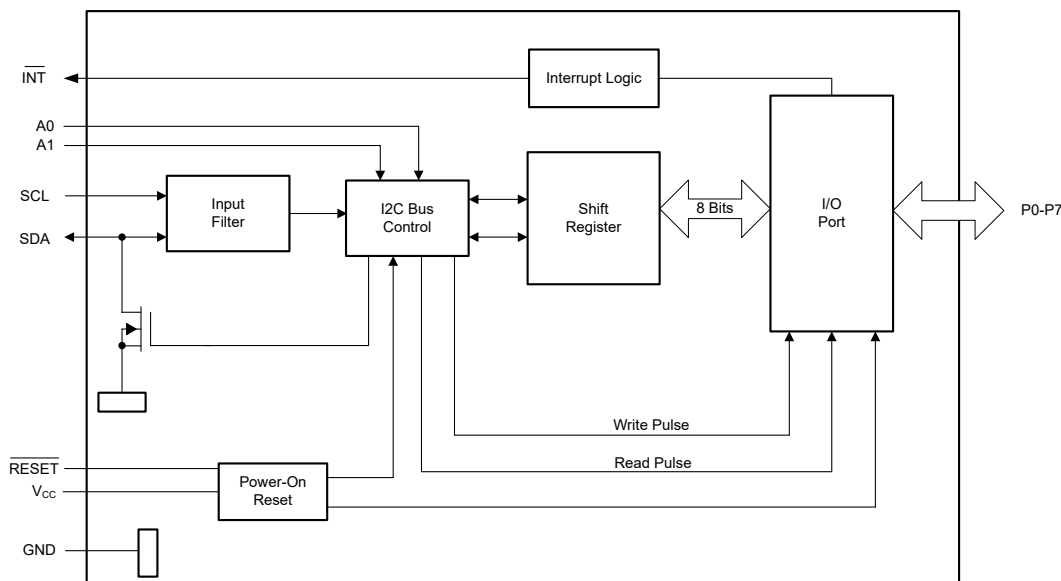 INT
Interrupt Logic
A0
A1
SCL
Input
Filter
I2C Bus
Control
Shift
Register
8 Bits
I/O
Port
P0-P7
SDA
Write Pulse
RESET
Read Pulse
Power-On
Reset
VCC
GND